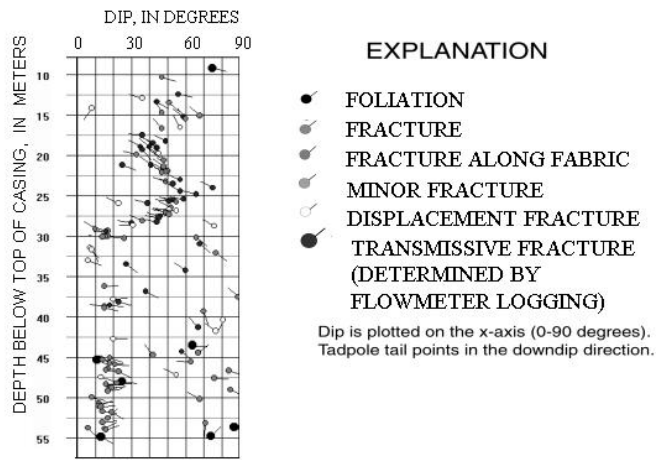 DIP, IN DEGREES
0 30 60 90
DEPTH BELOW TOP OF CASING, IN METERS
10
15
20
25
30
35
40
45
50
55
EXPLANATION
FOLIATION
FRACTURE
FRACTURE ALONG FABRIC
MINOR FRACTURE
DISPLACEMENT FRACTURE
TRANSMISSIVE FRACTURE
(DETERMINED BY
FLOWMETER LOGGING)
Dip is plotted on the x-axis (0-90 degrees).
Tadpole tail points in the downdip direction.